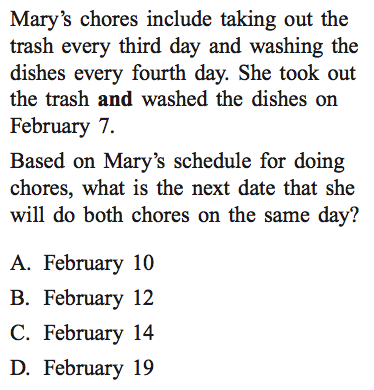 Mary’s chores include taking out the
trash every third day and washing the
dishes every fourth day. She took out
the trash and washed the dishes on
February 7.
Based on Mary’s schedule for doing
chores, what is the next date that she
will do both chores on the same day?
A. February 10
B. February 12
C. February 14
D. February 19